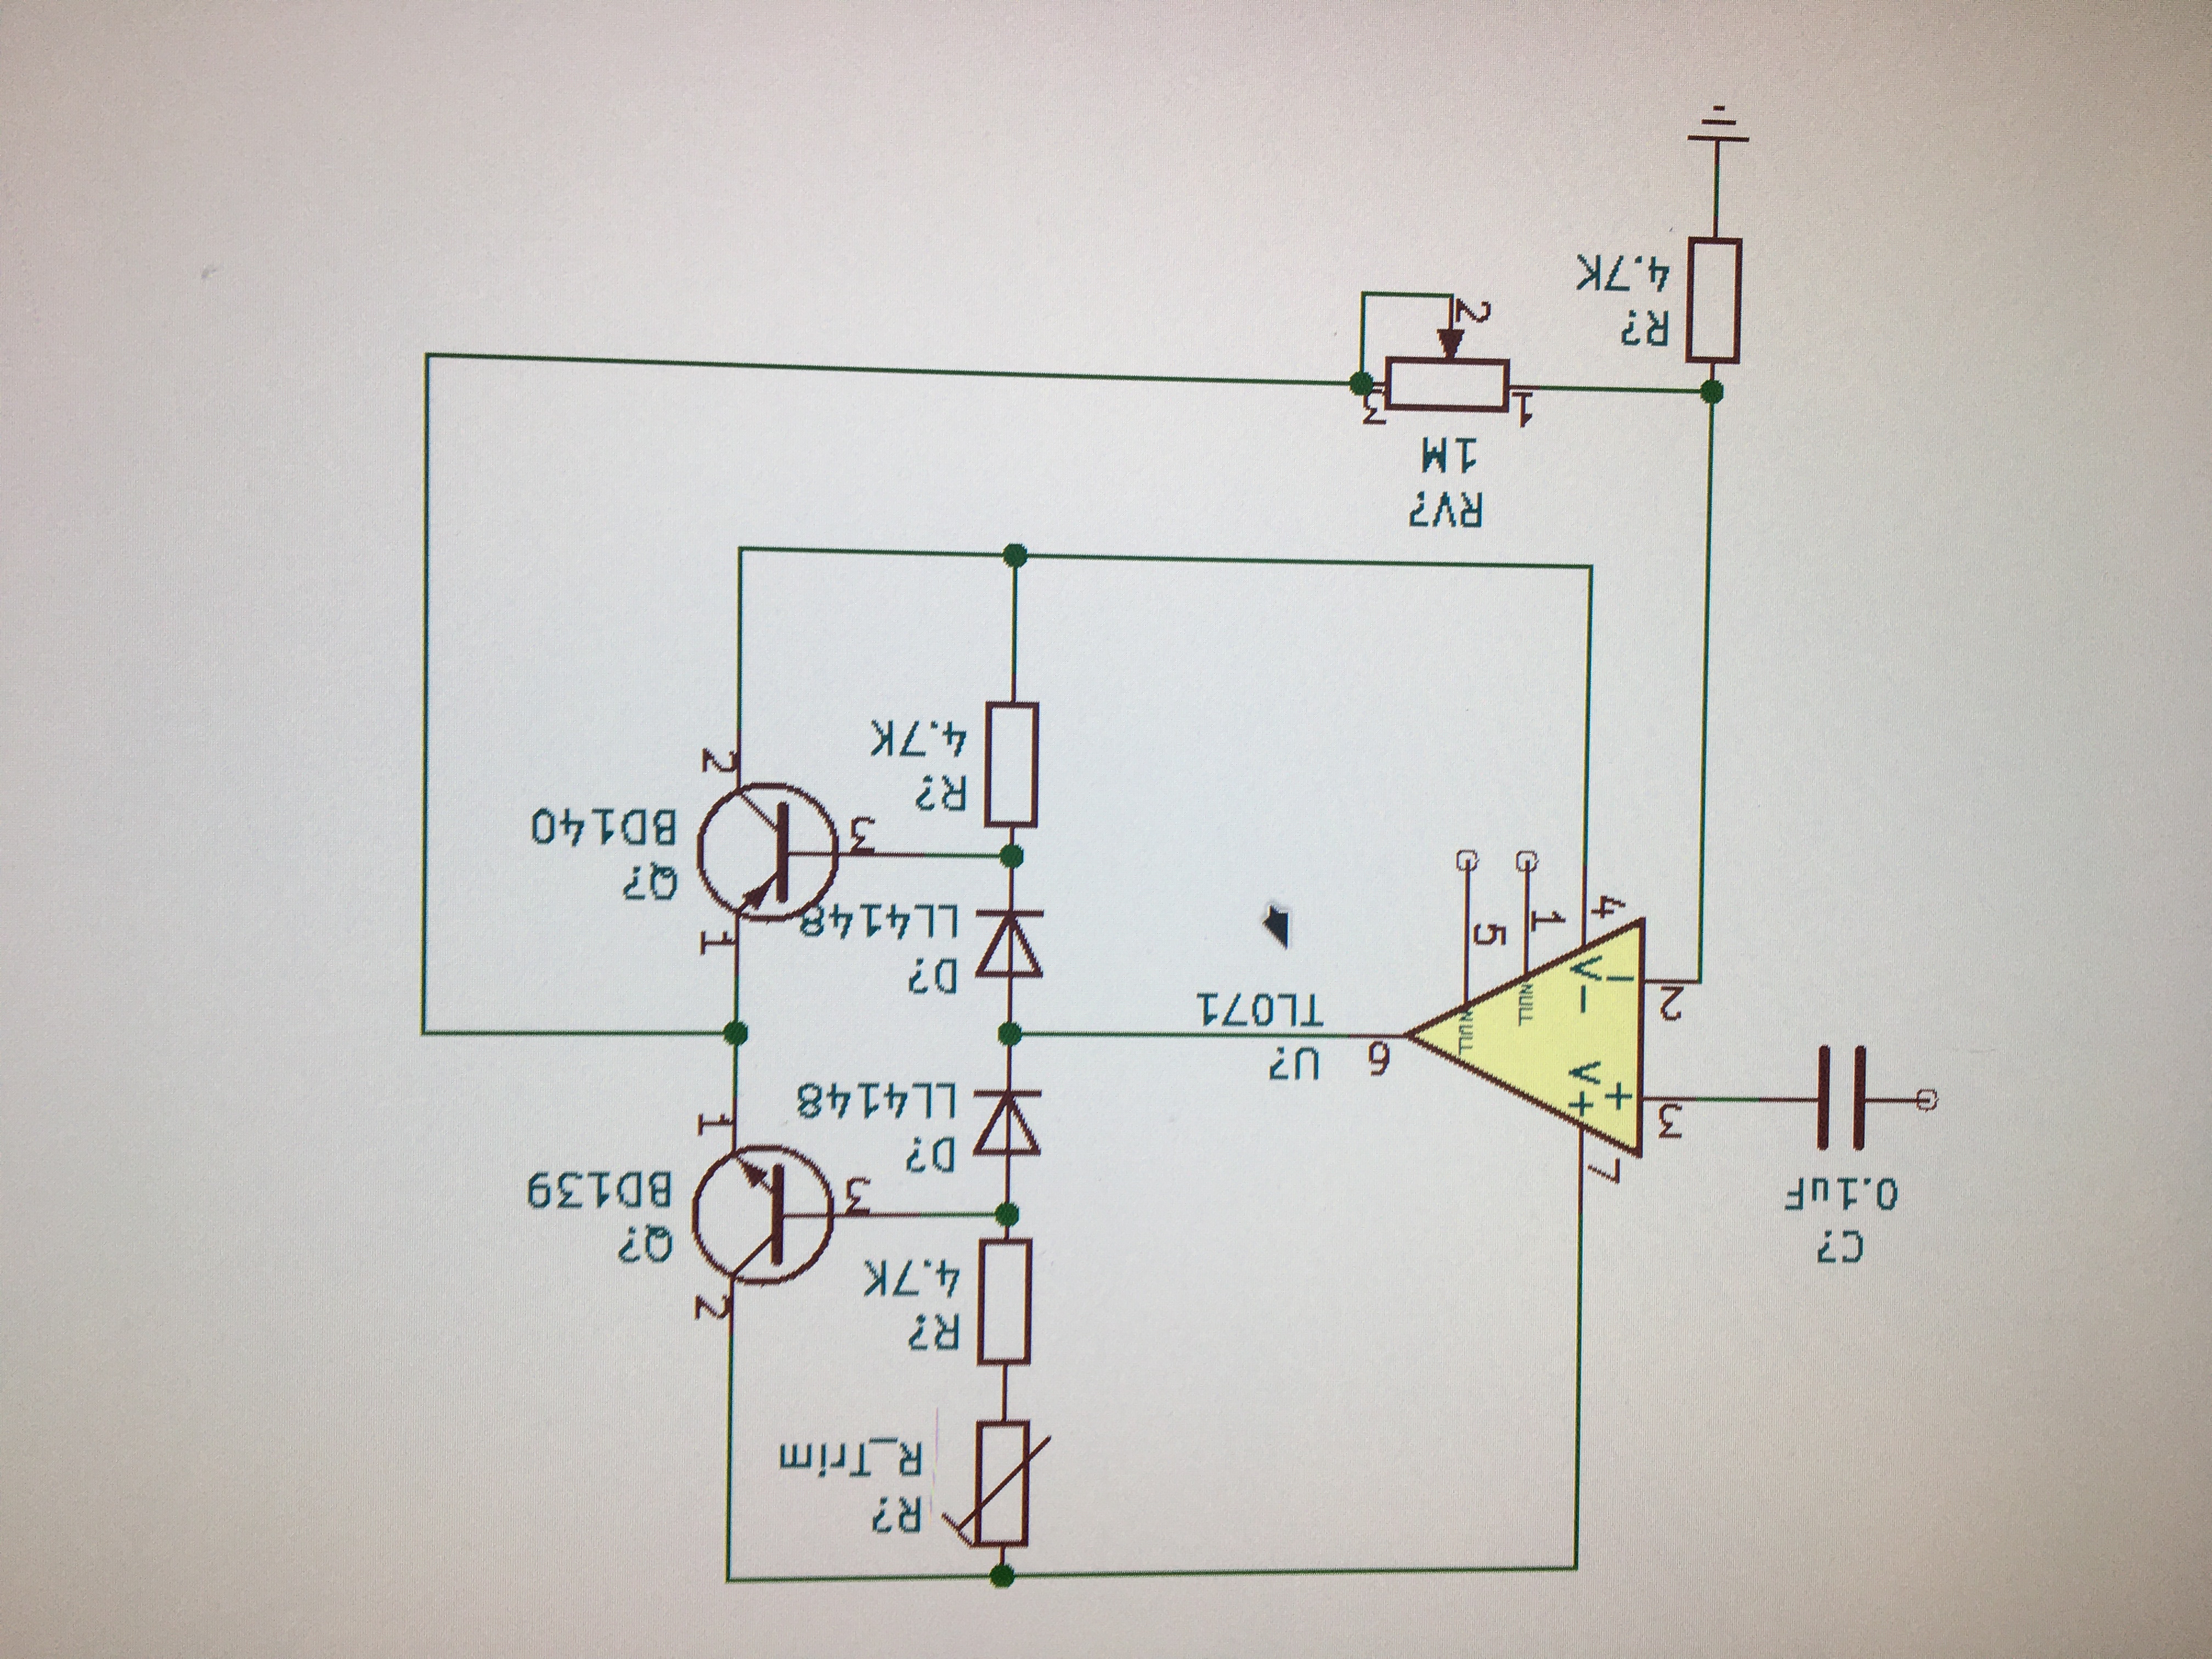 R?
R_Trim
R?
4.7K
2
C?
0.1uF
Q?
BD139
3
7
3
D?
LL4148
1
+
V+
NULL
6
U?
TL071
2
−
V−
NULL
4
1
5
D?
LL4148
1
Q?
BD140
3
R?
4.7K
2
RV?
1M
1
3
2
R?
4.7K